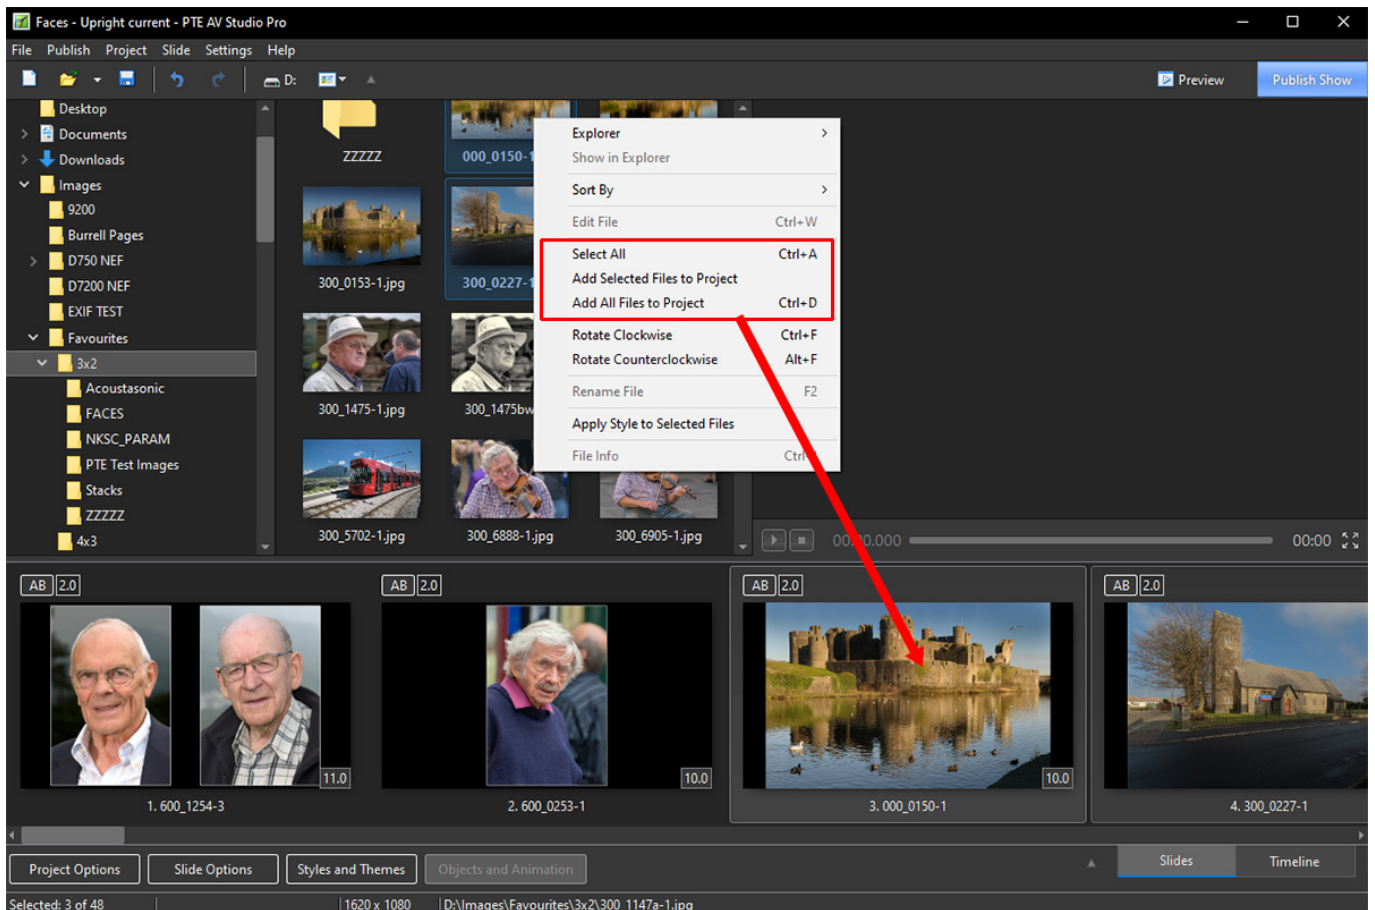 Faces - Upright current - PTE AV Studio Pro
File Publish Project Slide Settings Help
D:
Preview
Publish Show
Desktop
Documents
Downloads
Images
9200
Burrell Pages
D750 NEF
D7200 NEF
EXIF TEST
Favourites
3x2
Acoustasonic
FACES
NKSC_PARAM
PTE Test Images
Stacks
ZZZZZ
4x3
ZZZZZ
000_0150-1
300_0153-1.jpg
300_0227-1
300_1475-1.jpg
300_1475bw
300_5702-1.jpg
300_6888-1.jpg
300_6905-1.jpg
Explorer
Show in Explorer
Sort By
Edit File Ctrl+W
Select All Ctrl+A
Add Selected Files to Project
Add All Files to Project Ctrl+D
Rotate Clockwise Ctrl+F
Rotate Counterclockwise Alt+F
Rename File F2
Apply Style to Selected Files
File Info
00:00
AB 2.0
11.0
1. 600_1254-3
AB 2.0
10.0
2. 600_0253-1
AB 2.0
10.0
3. 000_0150-1
AB 2.0
4. 300_0227-1
Project Options
Slide Options
Styles and Themes
Objects and Animation
Slides
Timeline
Selected: 3 of 48
1620 x 1080
D:\Images\Favourites\3x2\300_1147a-1.jpg